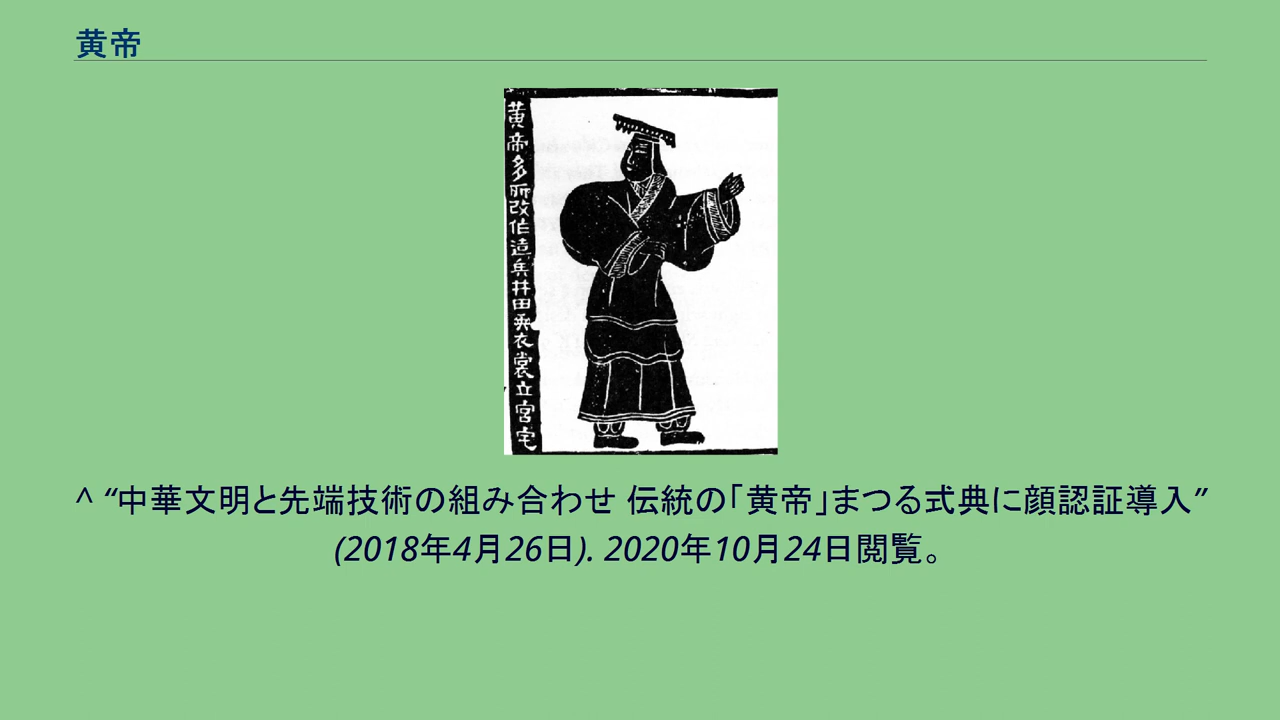 黄帝
黄帝多所改作造兵井田乘衣裳立宮宅
^ “中華文明と先端技術の組み合わせ 伝統の「黄帝」まつる式典に顔認証導入”
(2018年4月26日). 2020年10月24日閲覧。